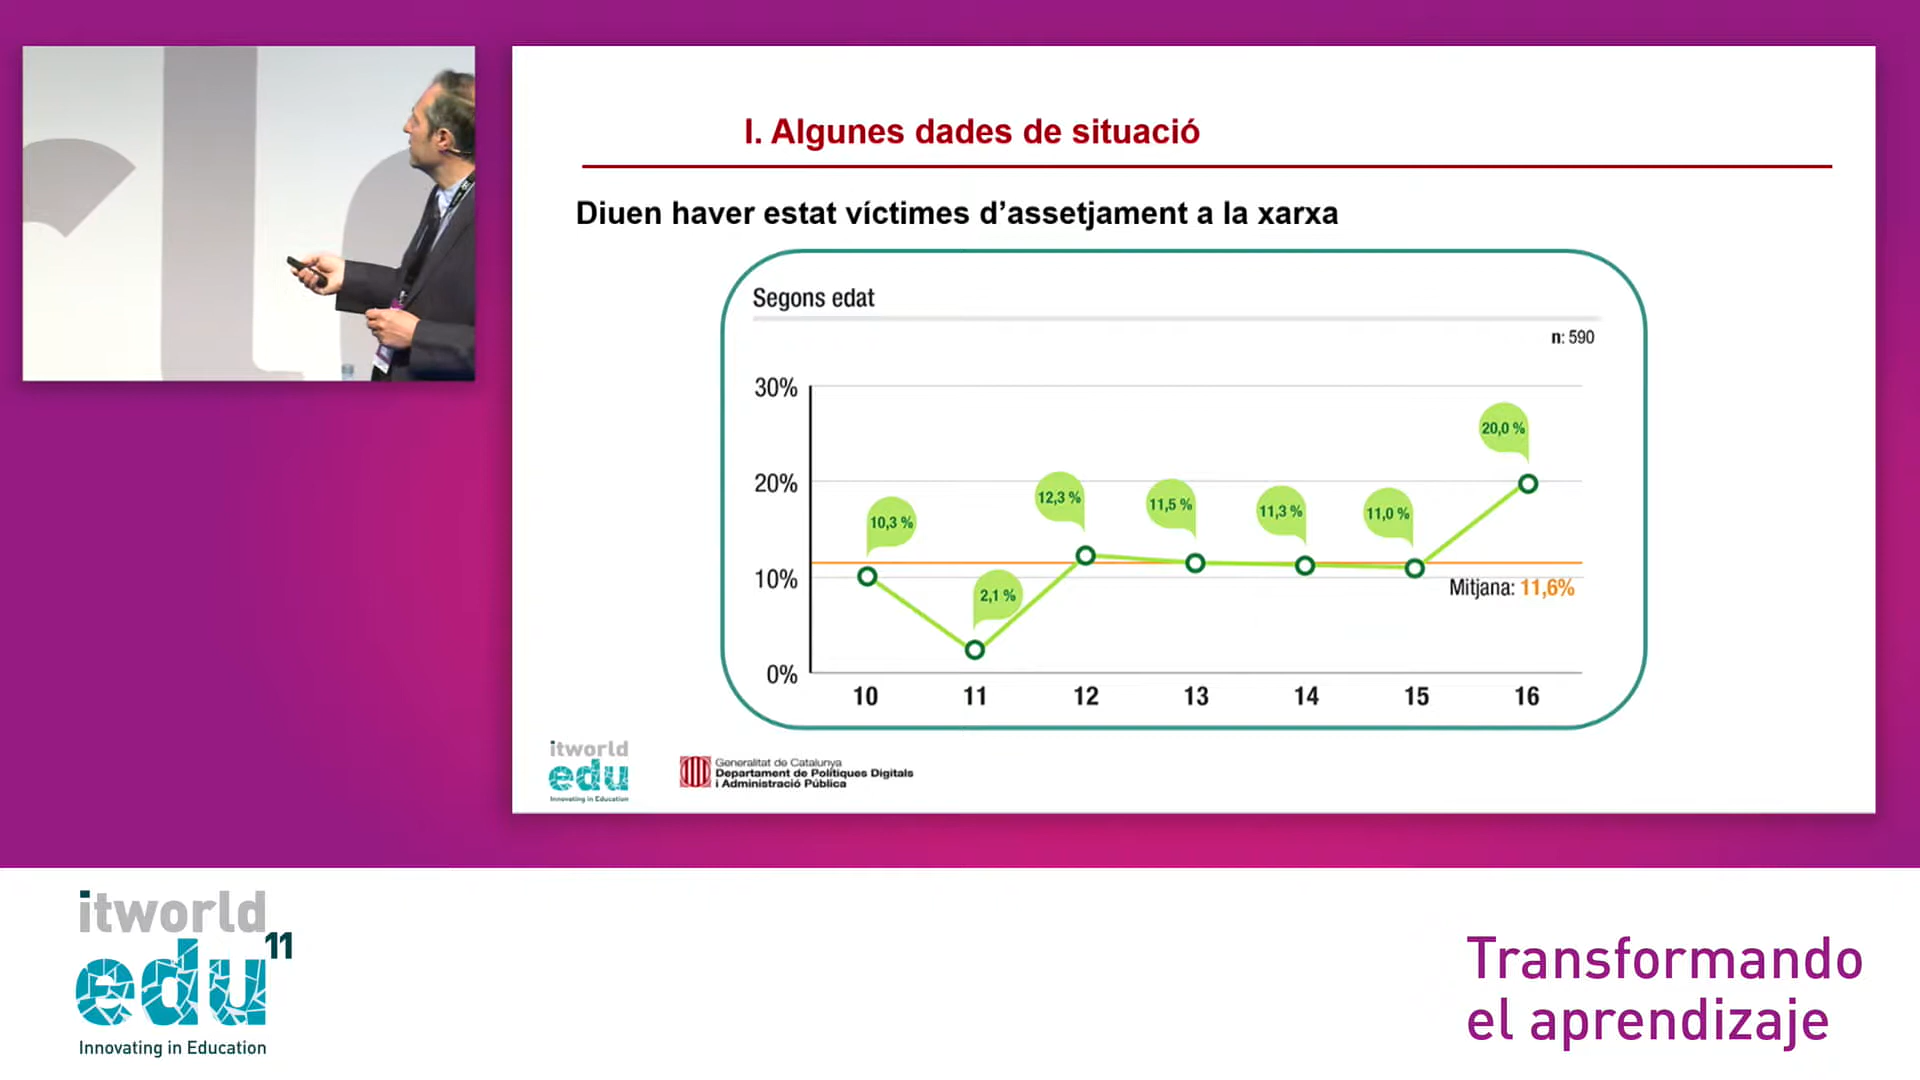 I. Algunes dades de situació
Diuen haver estat víctimes d’assetjament a la xarxa
Segons edat
n: 590
30%
20%
10%
0%
10,3 %
2,1 %
12,3 %
11,5 %
11,3 %
11,0 %
20,0 %
Mitjana: 11,6%
10 11 12 13 14 15 16
itworld
edu
Innovating in Education
Generalitat de Catalunya
Departament de Polítiques Digitals
i Administració Pública
itworld
edu 11
Innovating in Education
Transformando
el aprendizaje